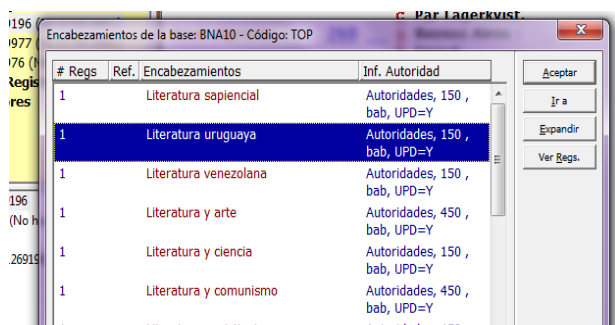 0196 (
0977 (
976 (N
Regis
res
196
(No h
.26919
G Par Lagerkvist.
Encabezamientos de la base: BNA10 - Código: TOP
# Regs Ref. Encabezamientos Inf. Autoridad
1 Literatura sapiencial Autoridades, 150 ,
bab, UPD=Y
1 Literatura uruguaya Autoridades, 150 ,
bab, UPD=Y
1 Literatura venezolana Autoridades, 150 ,
bab, UPD=Y
1 Literatura y arte Autoridades, 450 ,
bab, UPD=Y
1 Literatura y ciencia Autoridades, 150 ,
bab, UPD=Y
1 Literatura y comunismo Autoridades, 450 ,
bab, UPD=Y
Aceptar
Ir a
Expandir
Ver Regs.